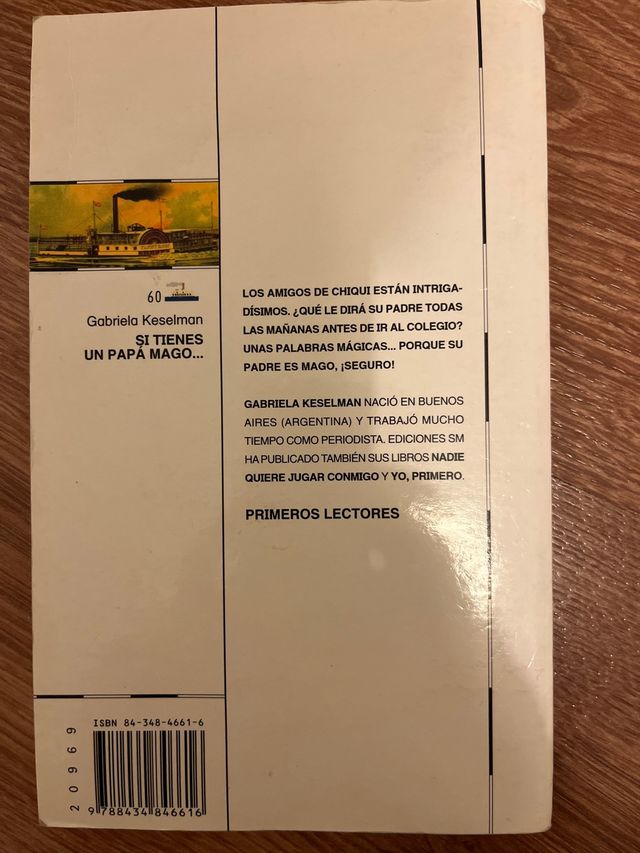 60
Gabriela Keselman
SI TIENES
UN PAPÁ MAGO...
LOS AMIGOS DE CHIQUI ESTÁN INTRIGA-
DÍSIMOS. ¿QUÉ LE DIRÁ SU PADRE TODAS
LAS MAÑANAS ANTES DE IR AL COLEGIO?
UNAS PALABRAS MÁGICAS... PORQUE SU
PADRE ES MAGO, ¡SEGURO!
GABRIELA KESELMAN NACIÓ EN BUENOS
AIRES (ARGENTINA) Y TRABAJÓ MUCHO
TIEMPO COMO PERIODISTA. EDICIONES SM
HA PUBLICADO TAMBIÉN SUS LIBROS NADIE
QUIERE JUGAR CONMIGO Y YO, PRIMERO.
PRIMEROS LECTORES
ISBN 84-348-4661-6
20969
9 788434 846616